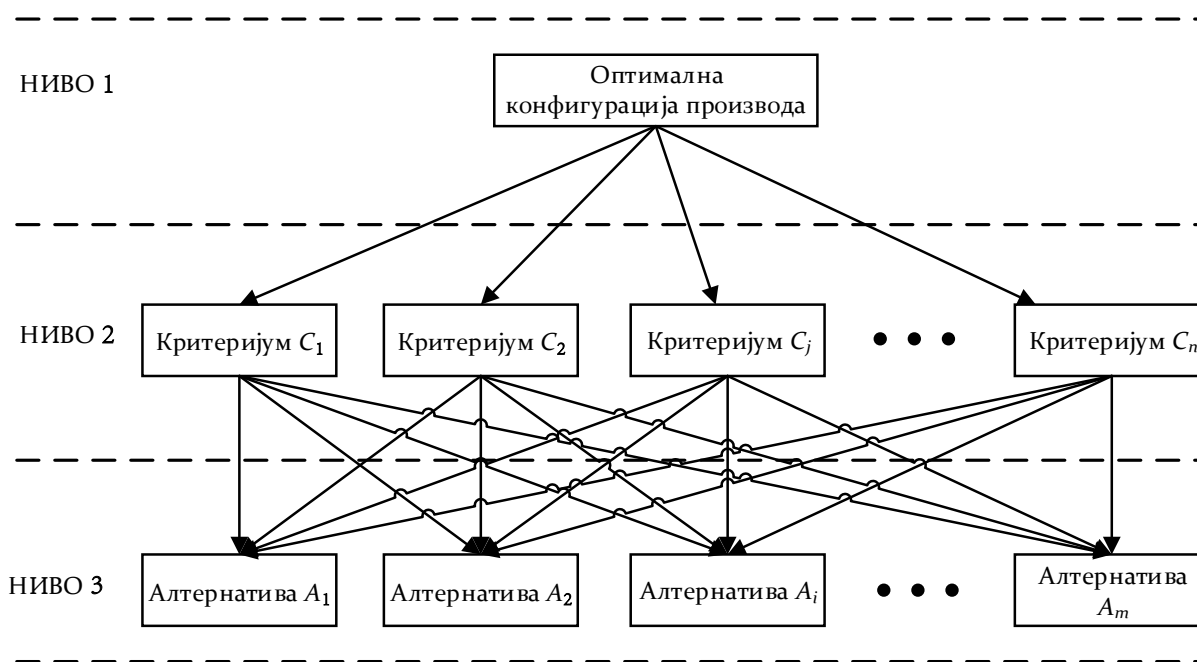 НИВО 1
Оптимална
конфигурација производа
НИВО 2
Критеријум C1
Критеријум C2
Критеријум Cj
Критеријум Cn
НИВО 3
Алтернатива A1
Алтернатива A2
Алтернатива Ai
Алтернатива
Am